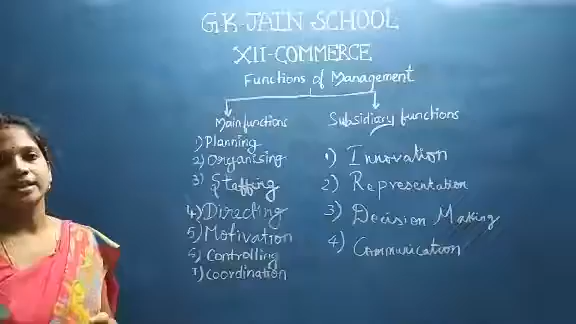 G.K-JAIN SCHOOL
XII-COMMERCE
Functions of Management
Main functions
1) Planning
2) Organising
3) Staffing
4) Directing
5) Motivation
6) Controlling
7) Coordination
Subsidiary functions
1) Innovation
2) Representation
3) Decision Making
4) Communication